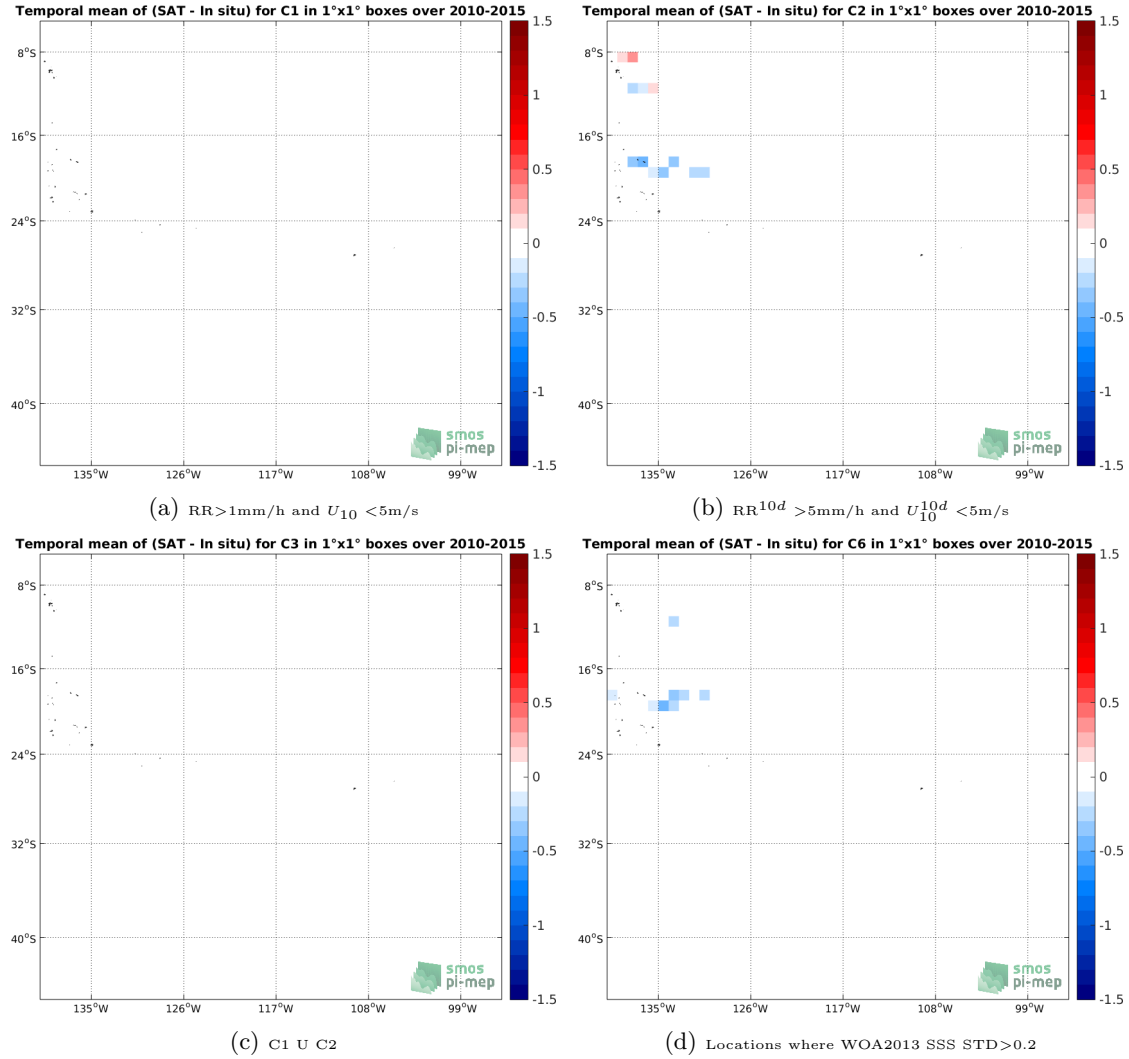 Temporal mean of (SAT - In situ) for C1 in 1°x1° boxes over 2010-2015
1.5
8°S
1
16°S
0.5
24°S
0
32°S
-0.5
-1
40°S
smos
pi-mep
-1.5
135°W 126°W 117°W 108°W 99°W
(a) RR>1mm/h and U10 <5m/s
Temporal mean of (SAT - In situ) for C2 in 1°x1° boxes over 2010-2015
1.5
8°S
1
16°S
0.5
24°S
0
32°S
-0.5
-1
40°S
smos
pi-mep
-1.5
135°W 126°W 117°W 108°W 99°W
(b) RR10d >5mm/h and U10 10d <5m/s
Temporal mean of (SAT - In situ) for C3 in 1°x1° boxes over 2010-2015
1.5
8°S
1
16°S
0.5
24°S
0
32°S
-0.5
-1
40°S
smos
pi-mep
-1.5
135°W 126°W 117°W 108°W 99°W
(c) C1 U C2
Temporal mean of (SAT - In situ) for C6 in 1°x1° boxes over 2010-2015
1.5
8°S
1
16°S
0.5
24°S
0
32°S
-0.5
-1
40°S
smos
pi-mep
-1.5
135°W 126°W 117°W 108°W 99°W
(d) Locations where WOA2013 SSS STD>0.2